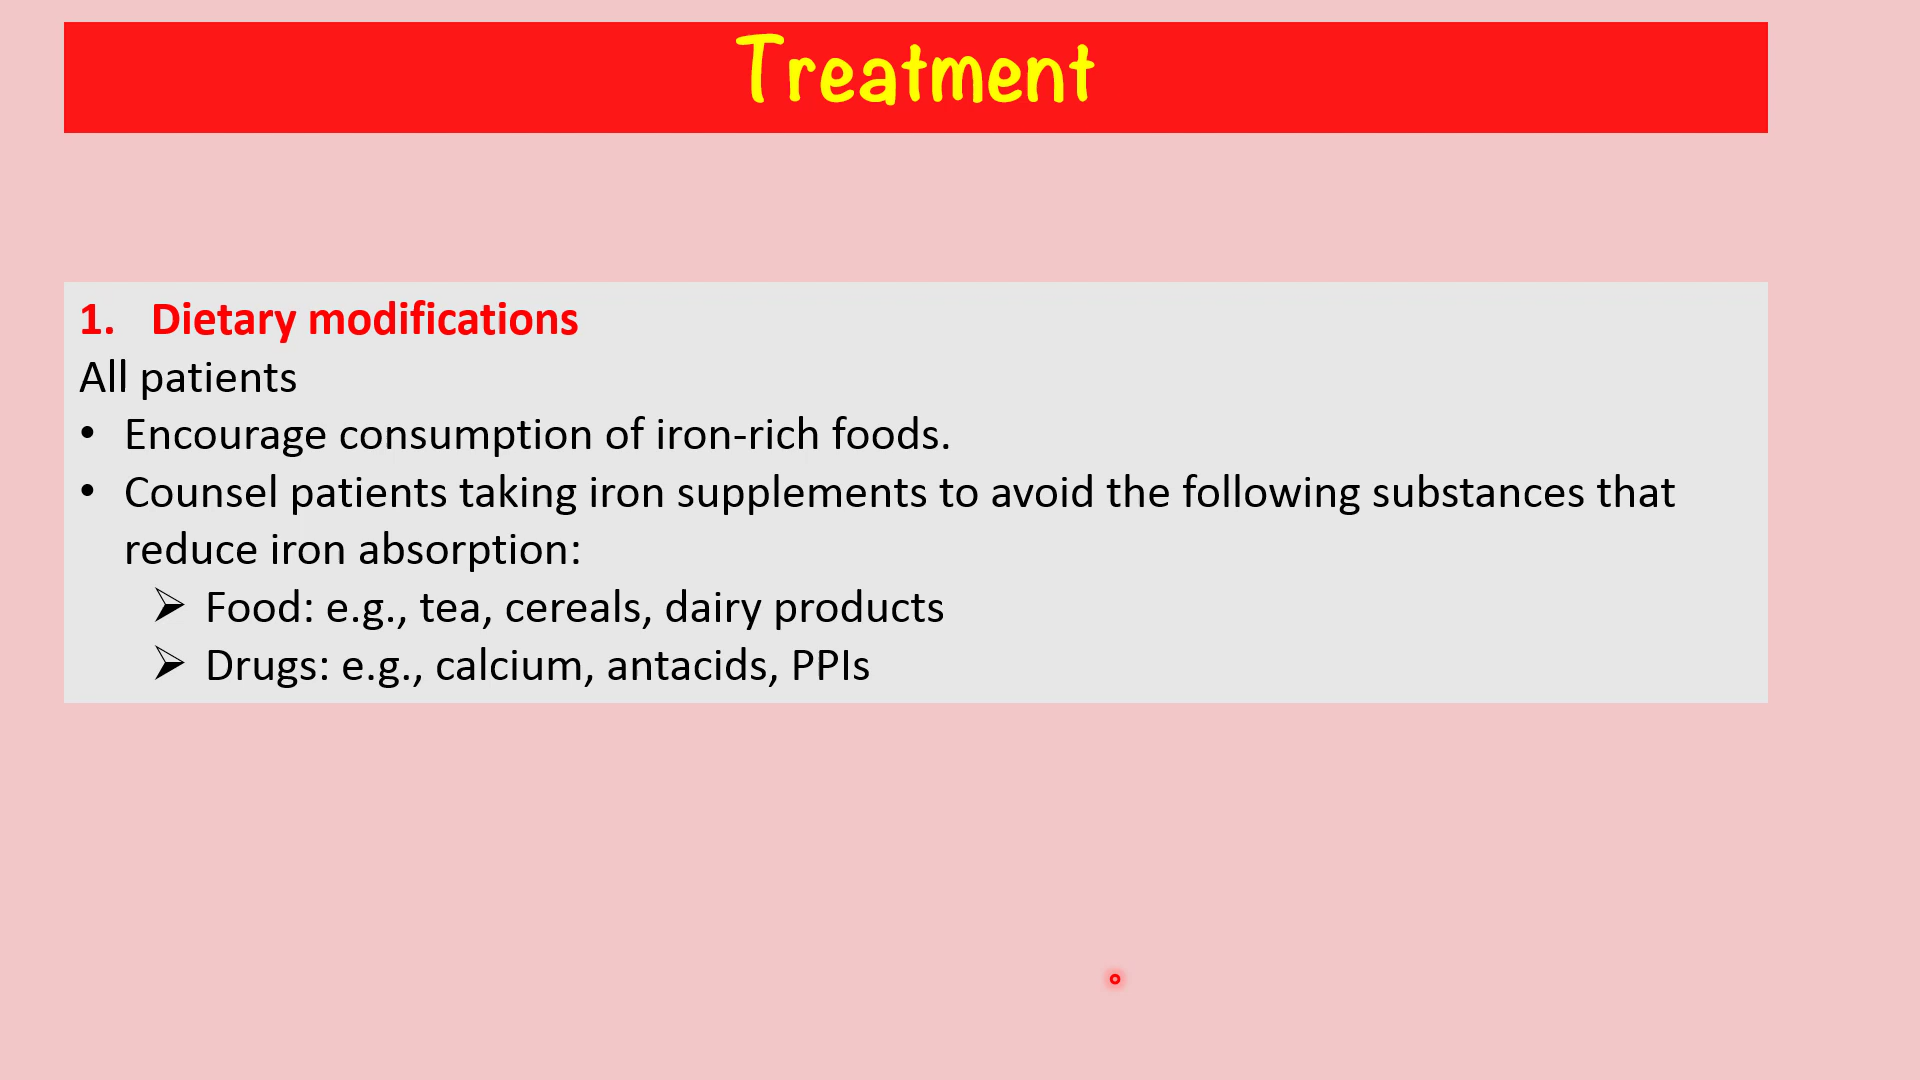 Treatment
1. Dietary modifications
All patients
• Encourage consumption of iron-rich foods.
• Counsel patients taking iron supplements to avoid the following substances that
reduce iron absorption:
➢ Food: e.g., tea, cereals, dairy products
➢ Drugs: e.g., calcium, antacids, PPIs